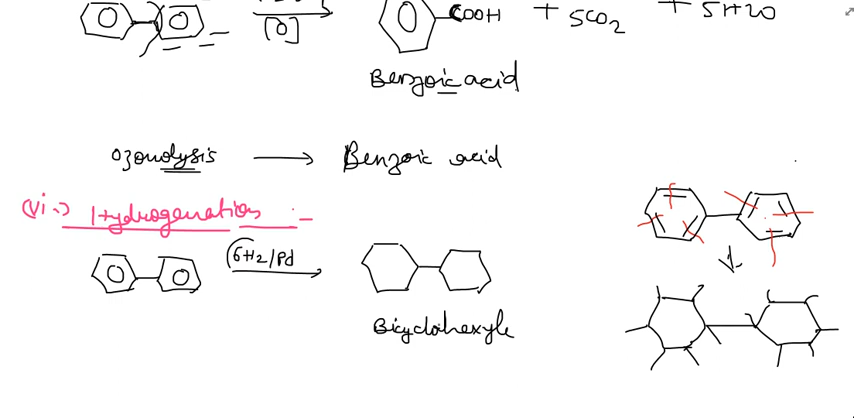 [O]
COOH + 5CO2 + 5H2O
Benzoic acid
Ozonolysis → Benzoic acid
(vi-) Hydrogenation :-
6H2/Pd
Bicyclohexyle